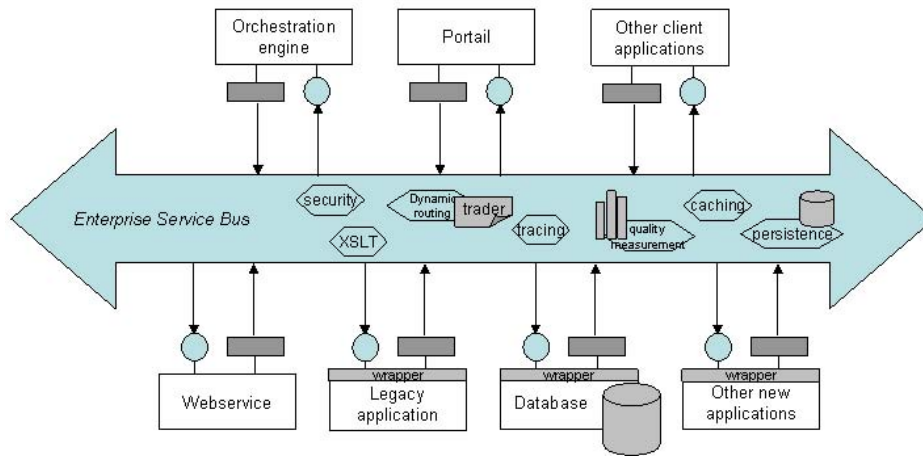 Orchestration
engine
Portail
Other client
applications
Enterprise Service Bus
security
XSLT
Dynamic
routing
trader
tracing
quality
measurement
caching
persistence
Webservice
wrapper
Legacy
application
wrapper
Database
wrapper
Other new
applications